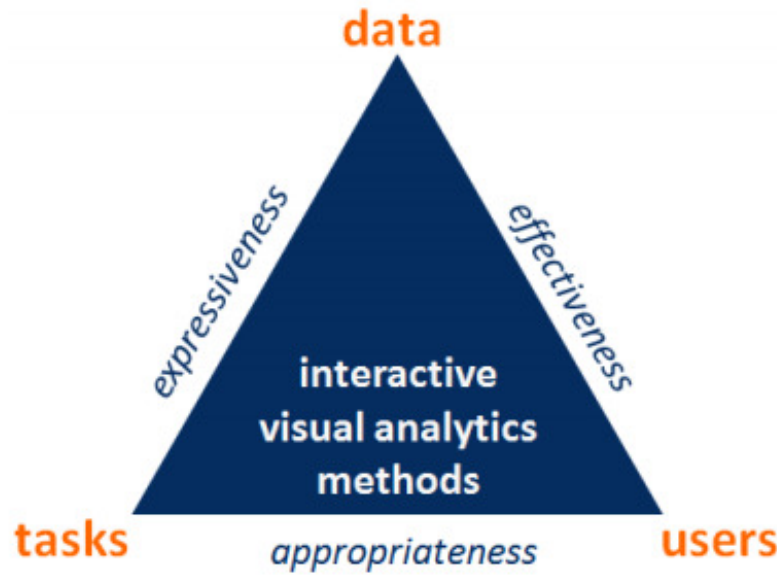 data
expressiveness
effectiveness
interactive
visual analytics
methods
tasks
appropriateness
users